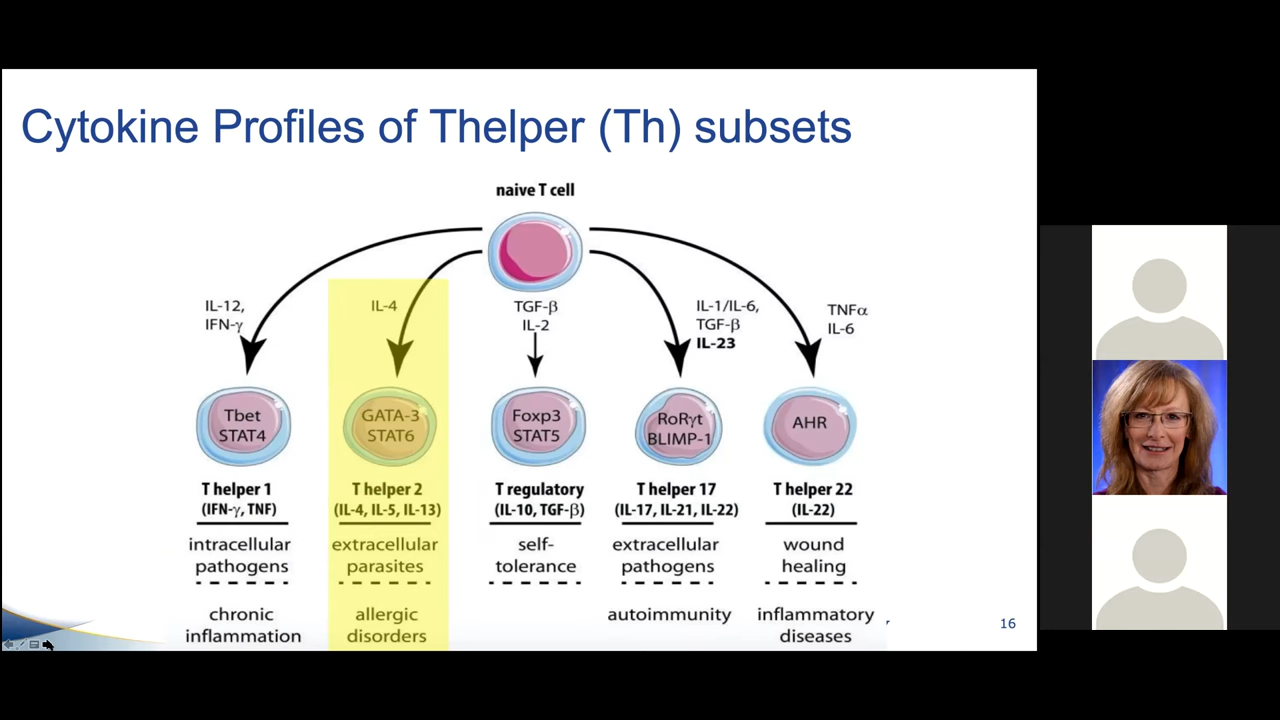 Cytokine Profiles of Thelper (Th) subsets
naive T cell
IL-12,
IFN-γ
IL-4
TGF-β
IL-2
IL-1/IL-6,
TGF-β
IL-23
TNFα
IL-6
Tbet
STAT4
GATA-3
STAT6
Foxp3
STAT5
RoRγt
BLIMP-1
AHR
T helper 1
(IFN-γ, TNF)
intracellular
pathogens
chronic
inflammation
T helper 2
(IL-4, IL-5, IL-13)
extracellular
parasites
allergic
disorders
T regulatory
(IL-10, TGF-β)
self-
tolerance
T helper 17
(IL-17, IL-21, IL-22)
extracellular
pathogens
autoimmunity
T helper 22
(IL-22)
wound
healing
inflammatory
diseases
16